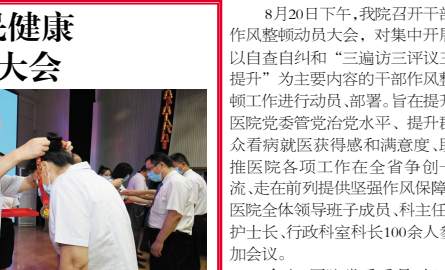 健康
大会
8月20日下午,我院召开干部
作风整顿动员大会，对集中开展
以自查自纠和“三遍访三评议三
提升”为主要内容的干部作风整
顿工作进行动员、部署。旨在提升
医院党委管党治党水平、提升群
众看病就医获得感和满意度、助
推医院各项工作在全省争创一
流、走在前列提供坚强作风保障
医院全体领导班子成员、科主任
护士长、行政科室科长100余人参
加会议。